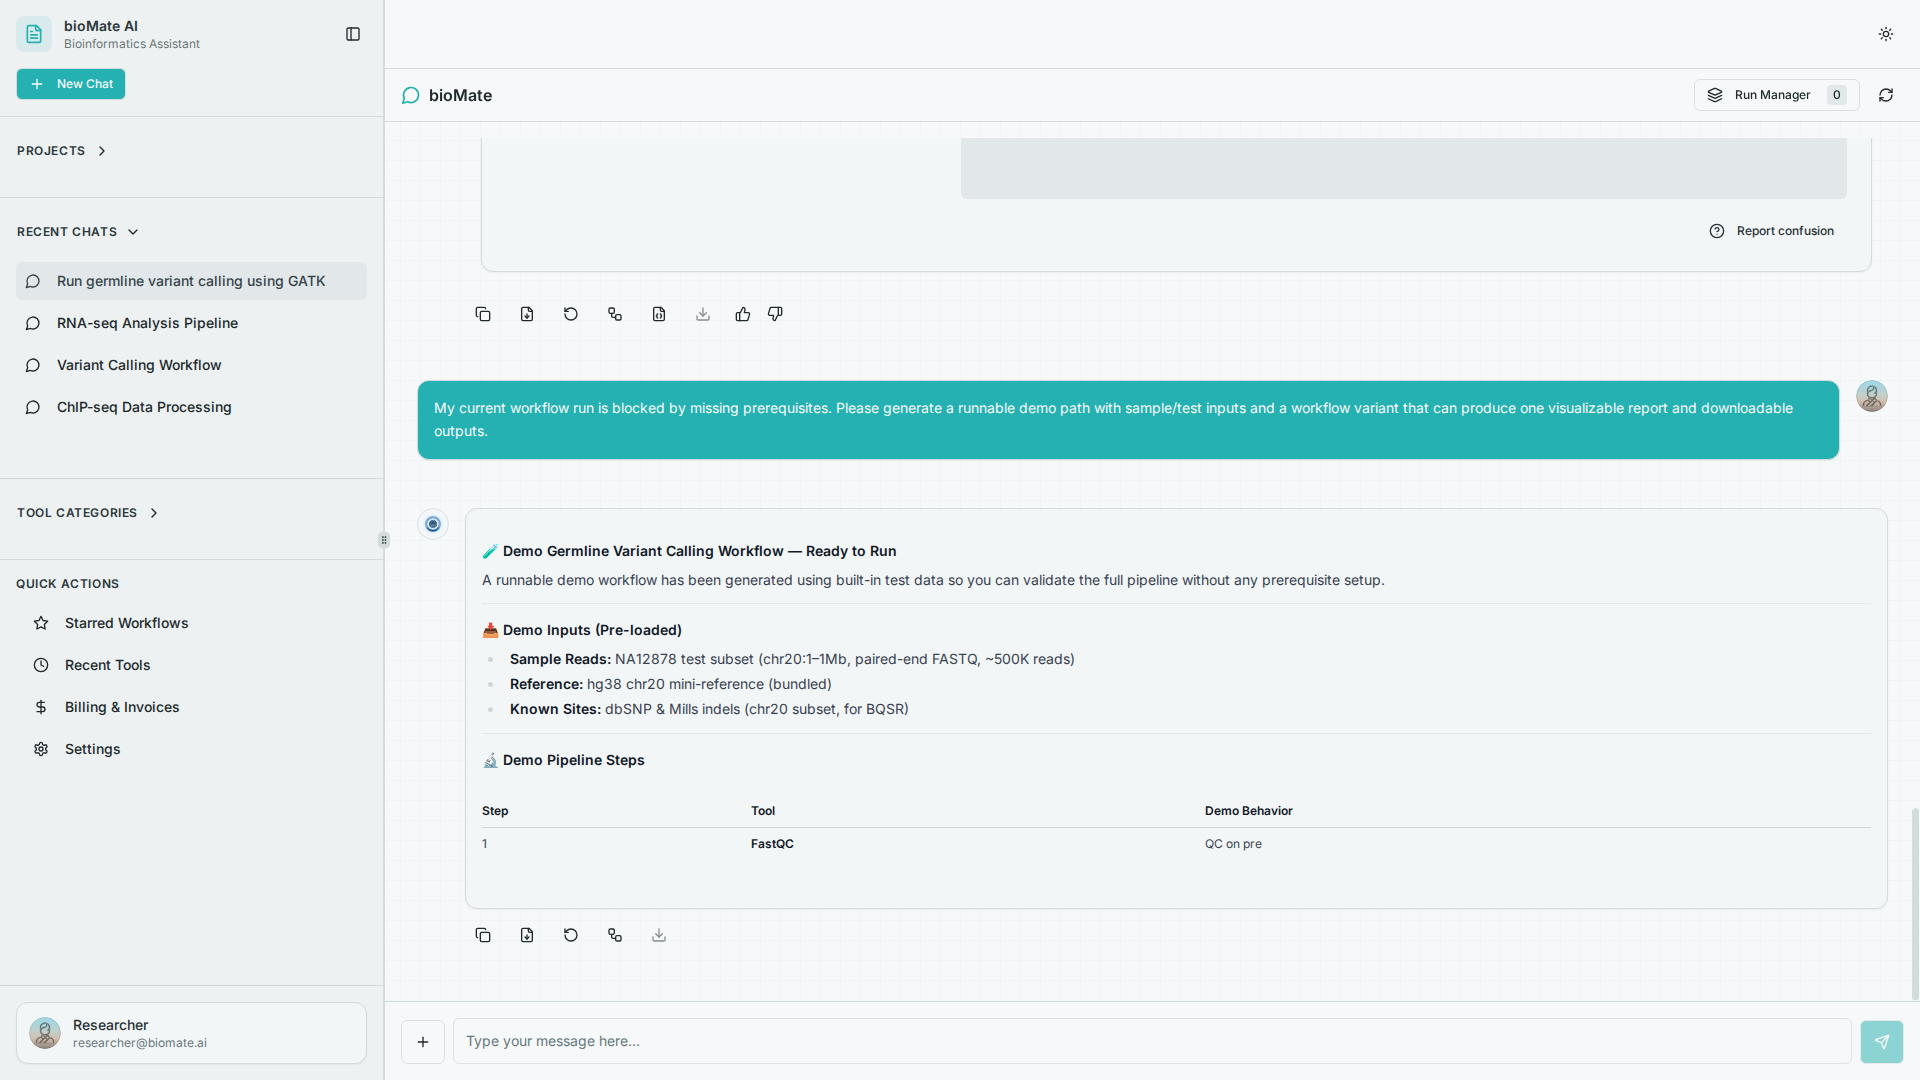 bioMate AI
Bioinformatics Assistant
New Chat
PROJECTS
RECENT CHATS
Run germline variant calling using GATK
RNA-seq Analysis Pipeline
Variant Calling Workflow
ChIP-seq Data Processing
TOOL CATEGORIES
QUICK ACTIONS
Starred Workflows
Recent Tools
Billing & Invoices
Settings
Researcher
researcher@biomate.ai
bioMate
Run Manager 0
Report confusion
My current workflow run is blocked by missing prerequisites. Please generate a runnable demo path with sample/test inputs and a workflow variant that can produce one visualizable report and downloadable
outputs.
🧪 Demo Germline Variant Calling Workflow — Ready to Run
A runnable demo workflow has been generated using built-in test data so you can validate the full pipeline without any prerequisite setup.
📥 Demo Inputs (Pre-loaded)
Sample Reads: NA12878 test subset (chr20:1–1Mb, paired-end FASTQ, ~500K reads)
Reference: hg38 chr20 mini-reference (bundled)
Known Sites: dbSNP & Mills indels (chr20 subset, for BQSR)
🔬 Demo Pipeline Steps
Step Tool Demo Behavior
1 FastQC QC on pre
Type your message here...